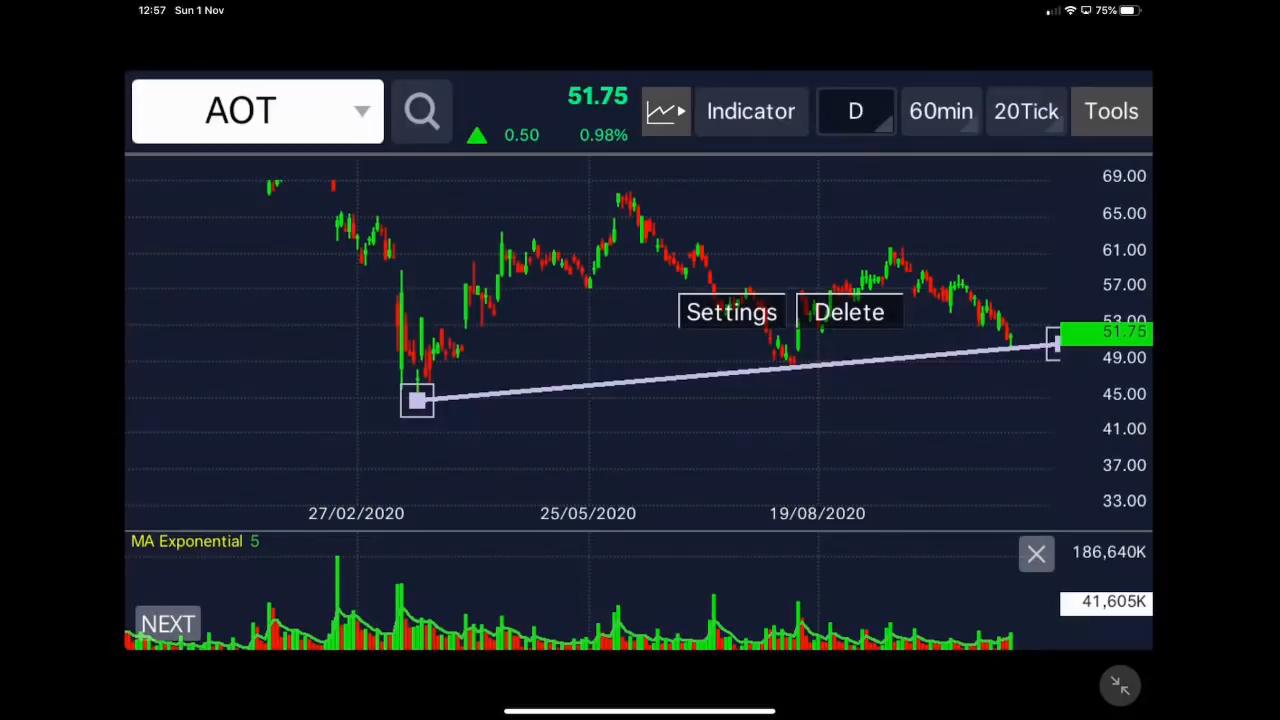 12:57 Sun 1 Nov
75%
AOT
51.75
0.50 0.98%
Indicator
D
60min
20Tick
Tools
69.00
65.00
61.00
57.00
Settings
Delete
53.00
51.75
49.00
45.00
41.00
37.00
33.00
27/02/2020 25/05/2020 19/08/2020
MA Exponential 5
186,640K
41,605K
NEXT